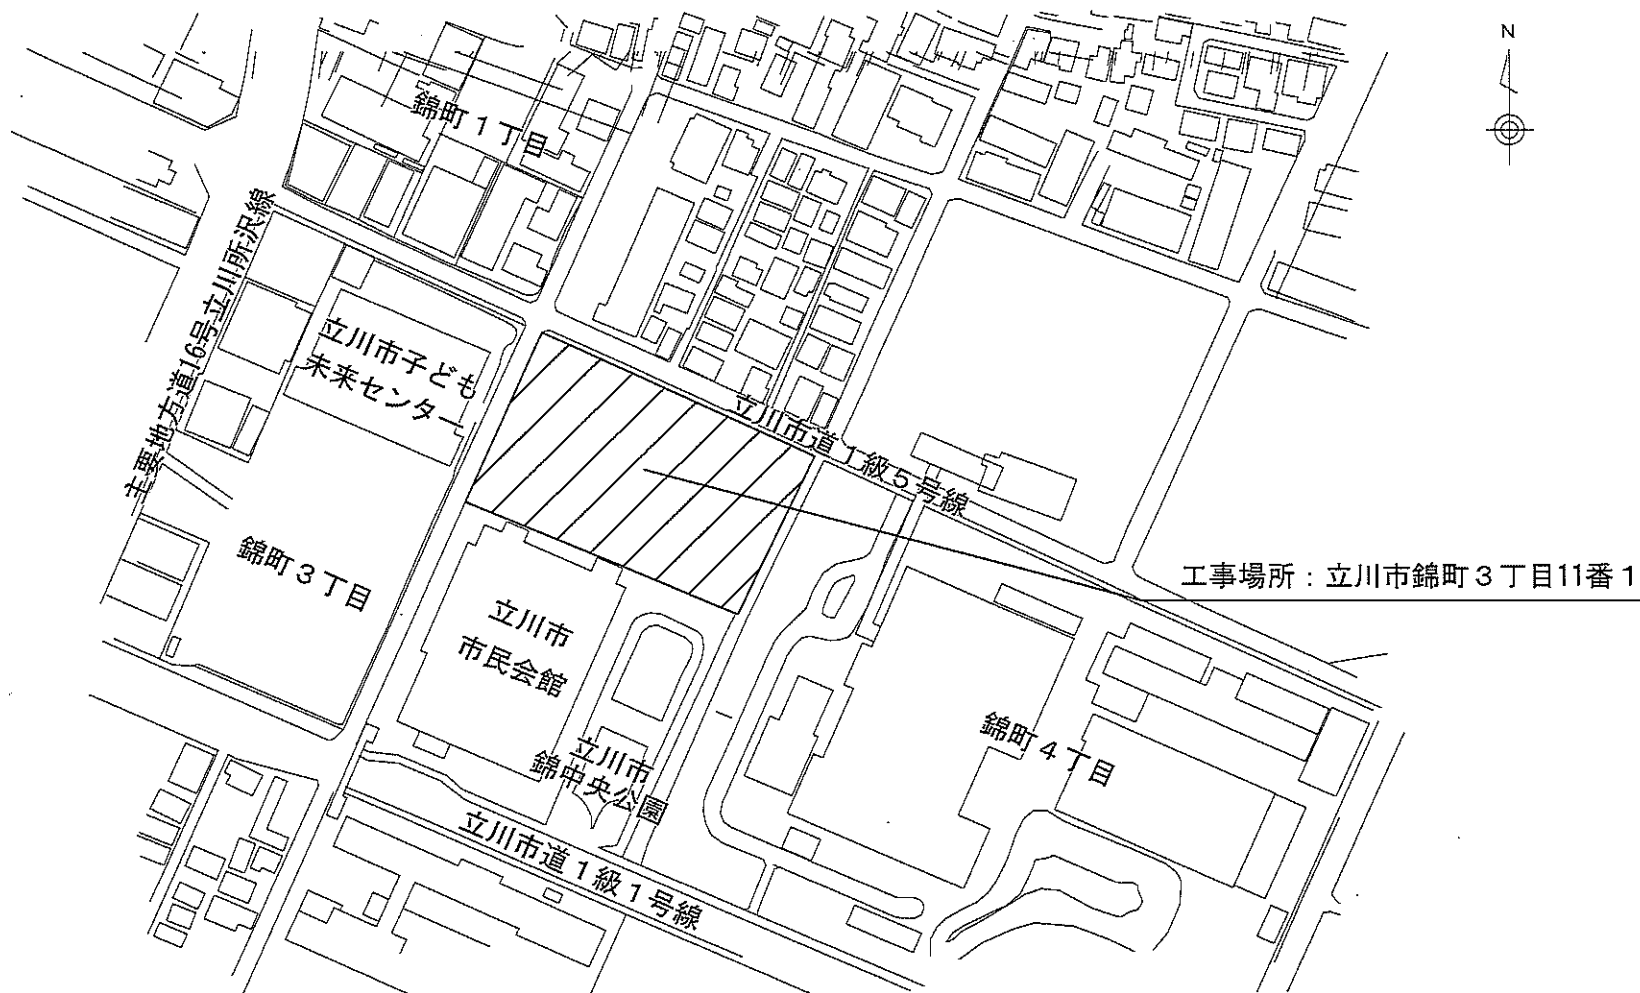 N
錦町1丁目
主要地方道16号立川所沢線
立川市子ども
未来センター
立川市道1級5号線
工事場所：立川市錦町3丁目11番1
錦町3丁目
立川市
市民会館
錦町4丁目
立川市
錦中央公園
立川市道1級1号線